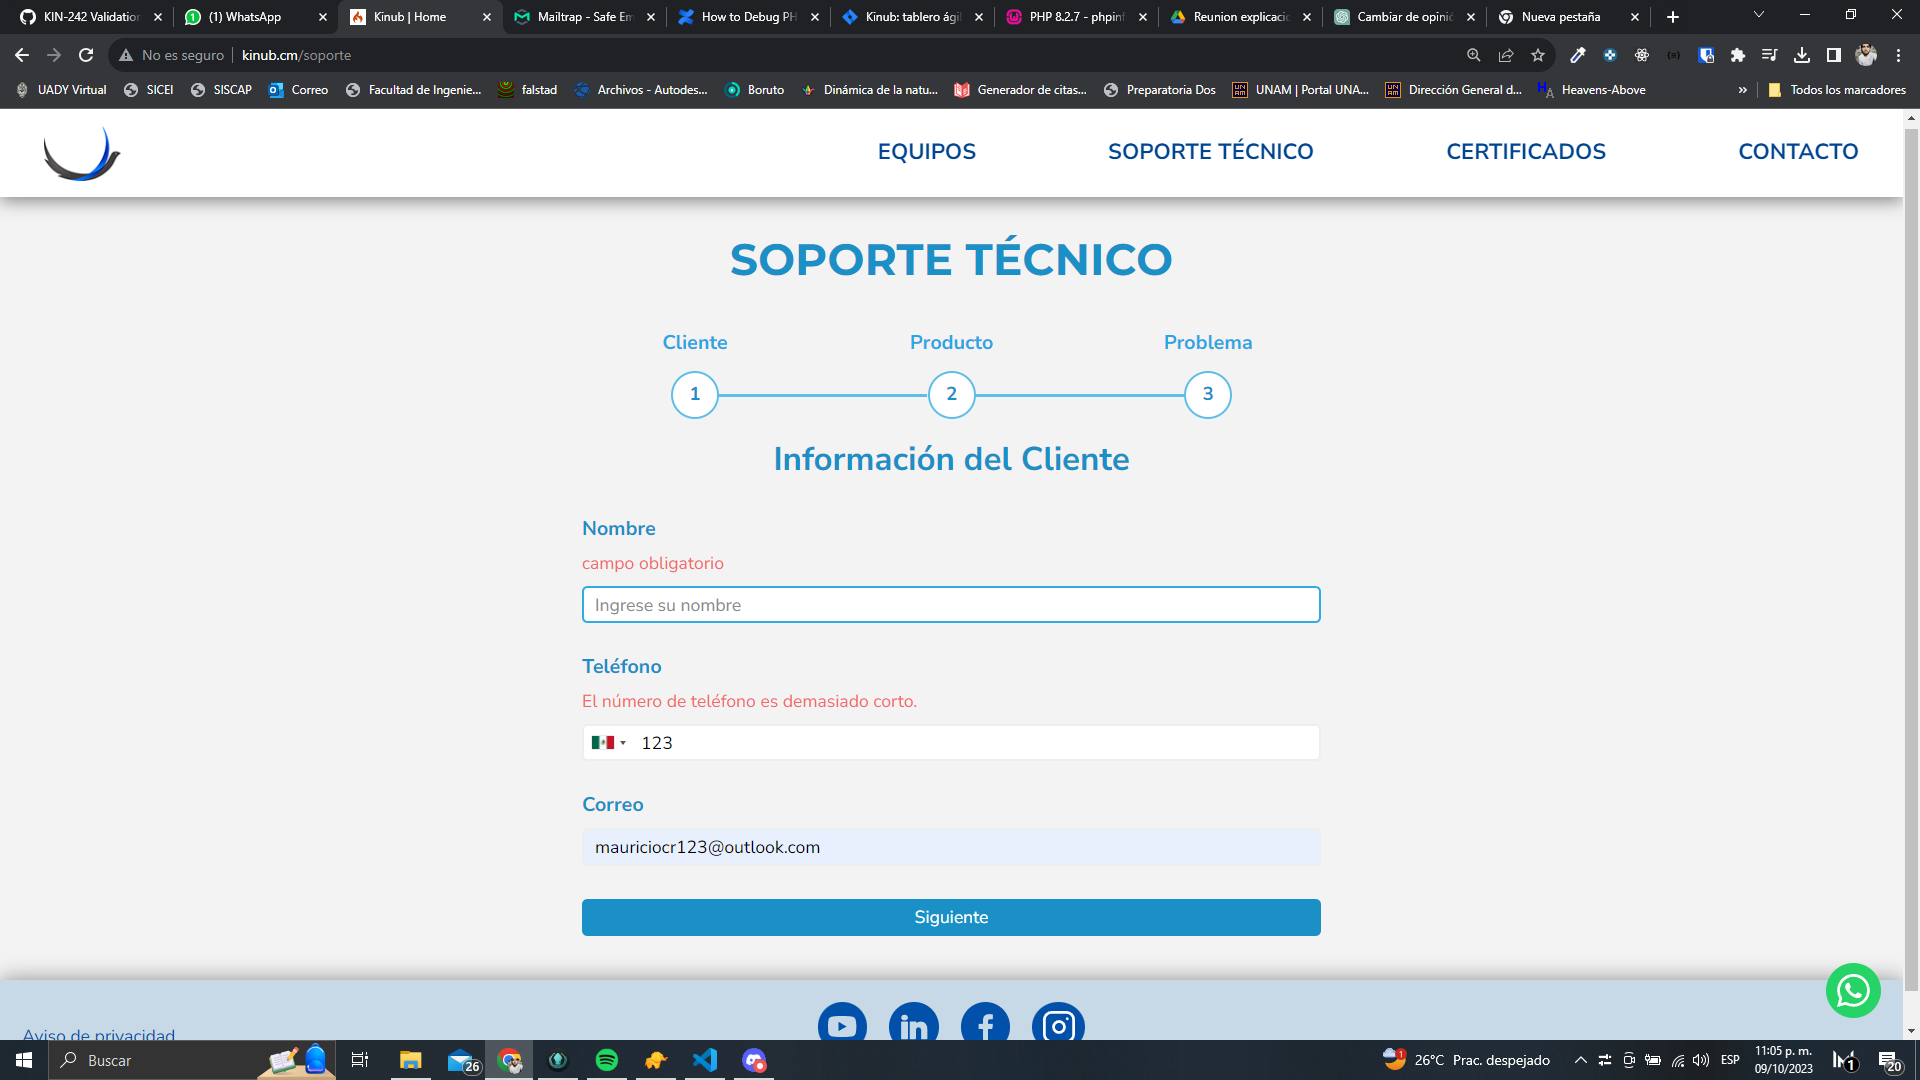 KIN-242 Validation
(1) WhatsApp
Kinub | Home
Mailtrap - Safe Em
How to Debug PH
Kinub: tablero ági
PHP 8.2.7 - phpinf
Reunion explicació
Cambiar de opinió
Nueva pestaña
No es seguro
kinub.cm/soporte
UADY Virtual
SICEI
SISCAP
Correo
Facultad de Ingenie...
falstad
Archivos - Autodes...
Boruto
Dinámica de la natu...
Generador de citas...
Preparatoria Dos
UNAM | Portal UNA...
Dirección General d...
Heavens-Above
»
Todos los marcadores
EQUIPOS
SOPORTE TÉCNICO
CERTIFICADOS
CONTACTO
SOPORTE TÉCNICO
Cliente
Producto
Problema
1
2
3
Información del Cliente
Nombre
campo obligatorio
Ingrese su nombre
Teléfono
El número de teléfono es demasiado corto.
123
Correo
mauriciocr123@outlook.com
Siguiente
Aviso de privacidad
Buscar
26
1
26°C Prac. despejado
ESP
11:05 p. m.
09/10/2023
1
20